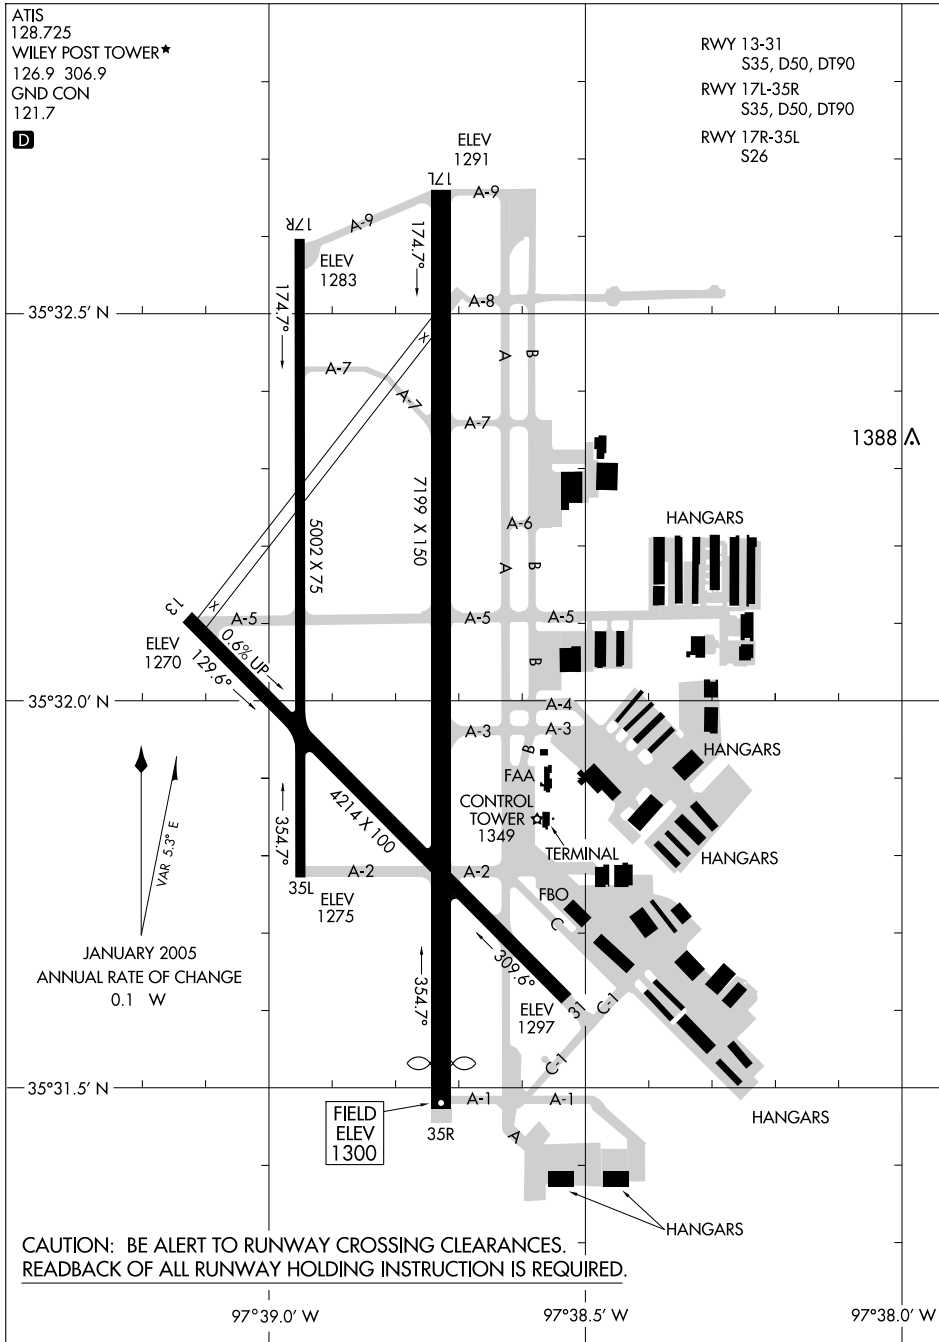 ATIS
128.725
WILEY POST TOWER★
126.9 306.9
GND CON
121.7
D
RWY 13-31
S35, D50, DT90
RWY 17L-35R
S35, D50, DT90
RWY 17R-35L
S26
ELEV
1291
17L
A-9
17R
A-9
174.7°
ELEV
1283
174.7°
A-8
35°32.5' N
X
A
B
A-7
A-7
A-7
1388
7199 X 150
5002 X 75
A-6
HANGARS
A
B
13
X
A-5
A-5
A-5
ELEV
1270
0.6% UP
129.6°
B
35°32.0' N
A-4
A-3
A-3
B
HANGARS
FAA
VAR 5.3° E
4214 X 100
354.7°
CONTROL
TOWER
1349
TERMINAL
HANGARS
A-2
A-2
35L
ELEV
1275
FBO
C
JANUARY 2005
ANNUAL RATE OF CHANGE
0.1 W
354.7°
309.6°
ELEV
1297
31
C-1
C-1
35°31.5' N
A-1
A-1
FIELD
ELEV
1300
35R
A
HANGARS
HANGARS
CAUTION: BE ALERT TO RUNWAY CROSSING CLEARANCES.
READBACK OF ALL RUNWAY HOLDING INSTRUCTION IS REQUIRED.
97°39.0' W
97°38.5' W
97°38.0' W